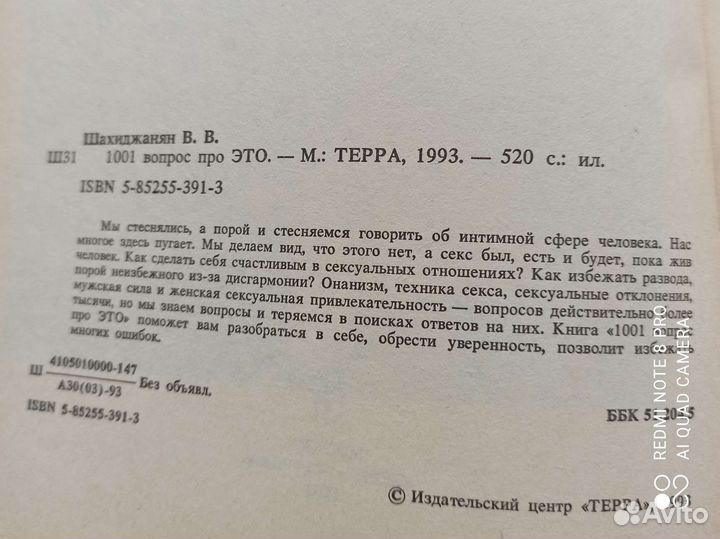 Шахиджанян В. В.
Ш31 1001 вопрос про ЭТО. — М.: ТЕРРА, 1993. — 520 с.: ил.
ISBN 5-85255-391-3
Мы стеснялись, а порой и стесняемся говорить об интимной сфере человека. Нас
многое здесь пугает. Мы делаем вид, что этого нет, а секс был, есть и будет, пока жив
человек. Как сделать себя счастливым в сексуальных отношениях? Как избежать развода,
порой неизбежного из-за дисгармонии? Онанизм, техника секса, сексуальные отклонения,
мужская сила и женская сексуальная привлекательность — вопросов действительно более
тысячи, но мы знаем вопросы и теряемся в поисках ответов на них. Книга «1001 вопрос
про ЭТО» поможет вам разобраться в себе, обрести уверенность, позволит избежать
многих ошибок.
Ш 4105010000-147
А30(03)-93 Без объявл.
ISBN 5-85255-391-3
ББК
© Издательский центр «ТЕРРА»,
REDMI NOTE 8 PRO
AI QUAD CAMERA
Avito